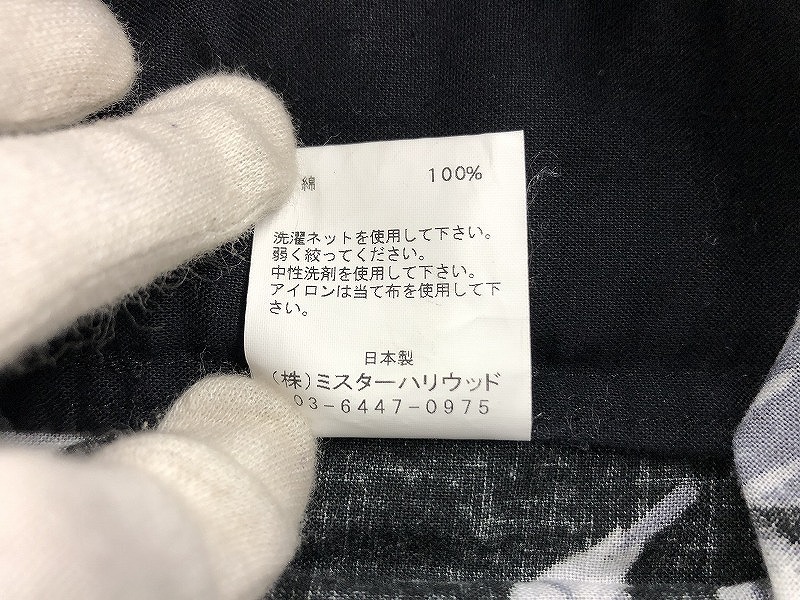 綿 100%
洗濯ネットを使用して下さい。
弱く絞ってください。
中性洗剤を使用して下さい。
アイロンは当て布を使用して下
さい。
日本製
(株)ミスターハリウッド
03-6447-0975